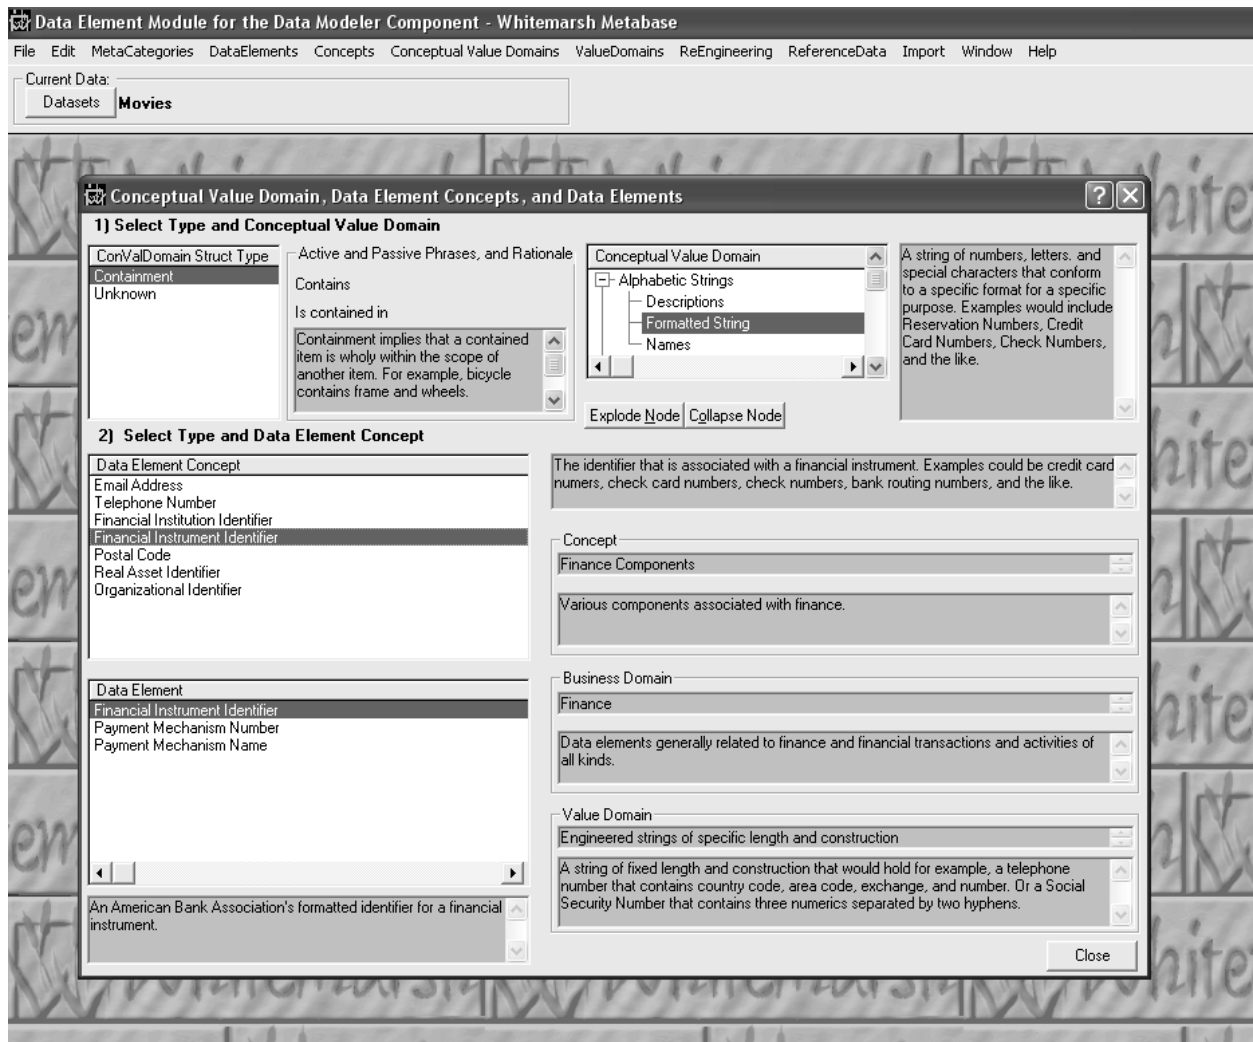 Data Element Module for the Data Modeler Component - Whitemarsh Metabase
File Edit MetaCategories DataElements Concepts Conceptual Value Domains ValueDomains ReEngineering ReferenceData Import Window Help
Current Data:
Datasets Movies
Conceptual Value Domain, Data Element Concepts, and Data Elements
1) Select Type and Conceptual Value Domain
ConValDomain Struct Type
Containment
Unknown
Active and Passive Phrases, and Rationale
Contains
Is contained in
Containment implies that a contained
item is wholy within the scope of
another item. For example, bicycle
contains frame and wheels.
Conceptual Value Domain
Alphabetic Strings
Descriptions
Formatted String
Names
Explode Node Collapse Node
A string of numbers, letters. and
special characters that conform
to a specific format for a specific
purpose. Examples would include
Reservation Numbers, Credit
Card Numbers, Check Numbers,
and the like.
2) Select Type and Data Element Concept
Data Element Concept
Email Address
Telephone Number
Financial Institution Identifier
Financial Instrument Identifier
Postal Code
Real Asset Identifier
Organizational Identifier
The identifier that is associated with a financial instrument. Examples could be credit card
numers, check card numbers, check numbers, bank routing numbers, and the like.
Concept
Finance Components
Various components associated with finance.
Data Element
Financial Instrument Identifier
Payment Mechanism Number
Payment Mechanism Name
An American Bank Association's formatted identifier for a financial
instrument.
Business Domain
Finance
Data elements generally related to finance and financial transactions and activities of
all kinds.
Value Domain
Engineered strings of specific length and construction
A string of fixed length and construction that would hold for example, a telephone
number that contains country code, area code, exchange, and number. Or a Social
Security Number that contains three numerics separated by two hyphens.
Close